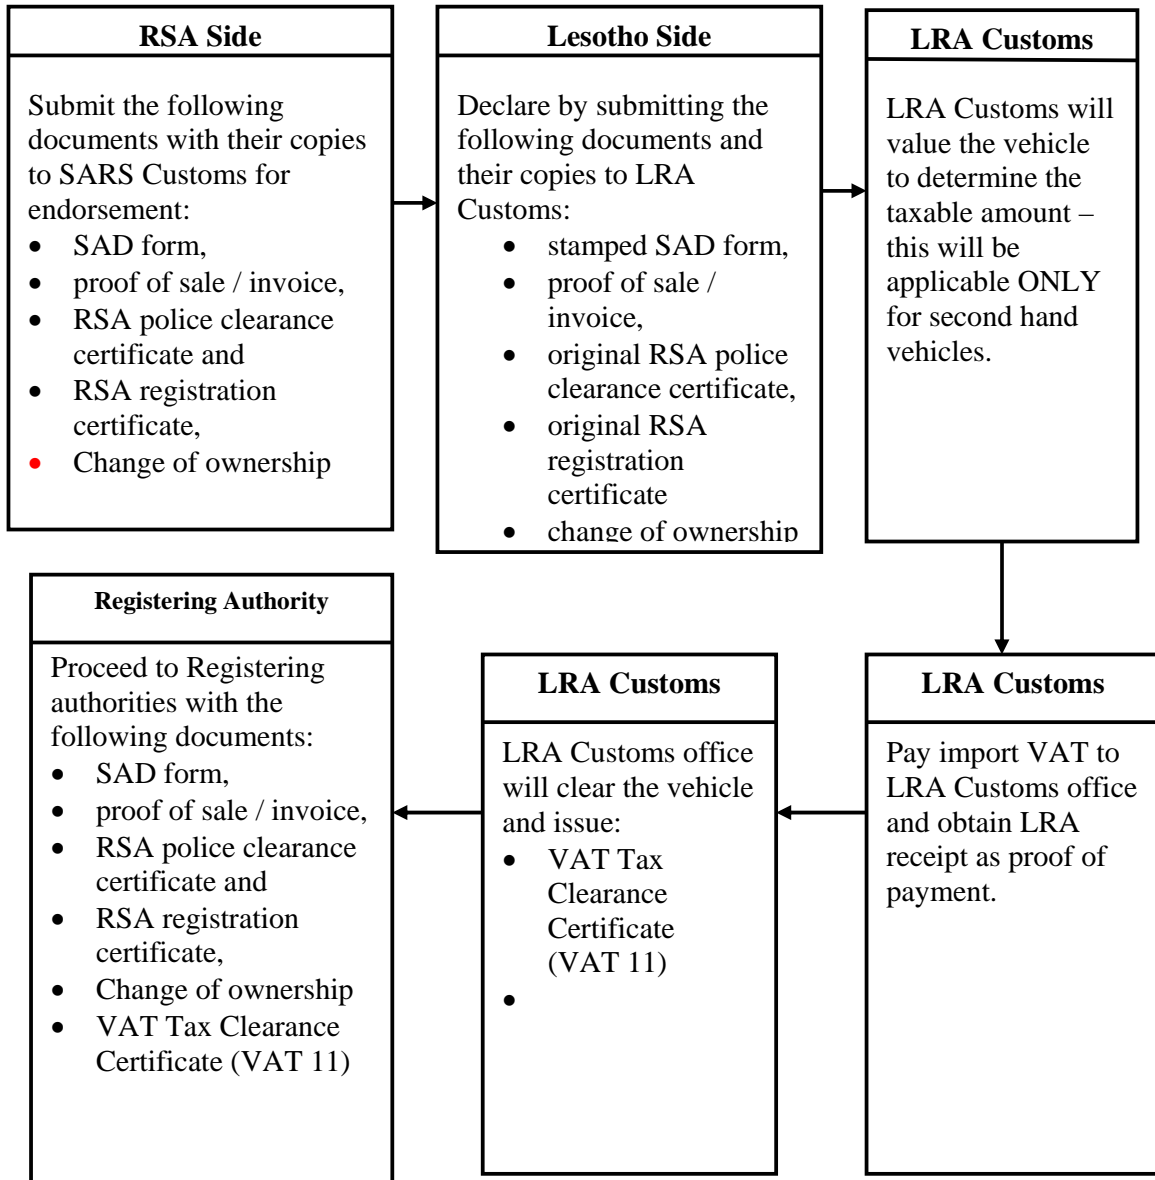 RSA Side
Submit the following
documents with their copies
to SARS Customs for
endorsement:
• SAD form,
• proof of sale / invoice,
• RSA police clearance
certificate and
• RSA registration
certificate,
• Change of ownership
Lesotho Side
Declare by submitting the
following documents and
their copies to LRA
Customs:
• stamped SAD form,
• proof of sale /
invoice,
• original RSA police
clearance certificate,
• original RSA
registration
certificate
• change of ownership
LRA Customs
LRA Customs will
value the vehicle
to determine the
taxable amount –
this will be
applicable ONLY
for second hand
vehicles.
LRA Customs
Pay import VAT to
LRA Customs office
and obtain LRA
receipt as proof of
payment.
LRA Customs
LRA Customs office
will clear the vehicle
and issue:
• VAT Tax
Clearance
Certificate
(VAT 11)
•
Registering Authority
Proceed to Registering
authorities with the
following documents:
• SAD form,
• proof of sale / invoice,
• RSA police clearance
certificate and
• RSA registration
certificate,
• Change of ownership
• VAT Tax Clearance
Certificate (VAT 11)